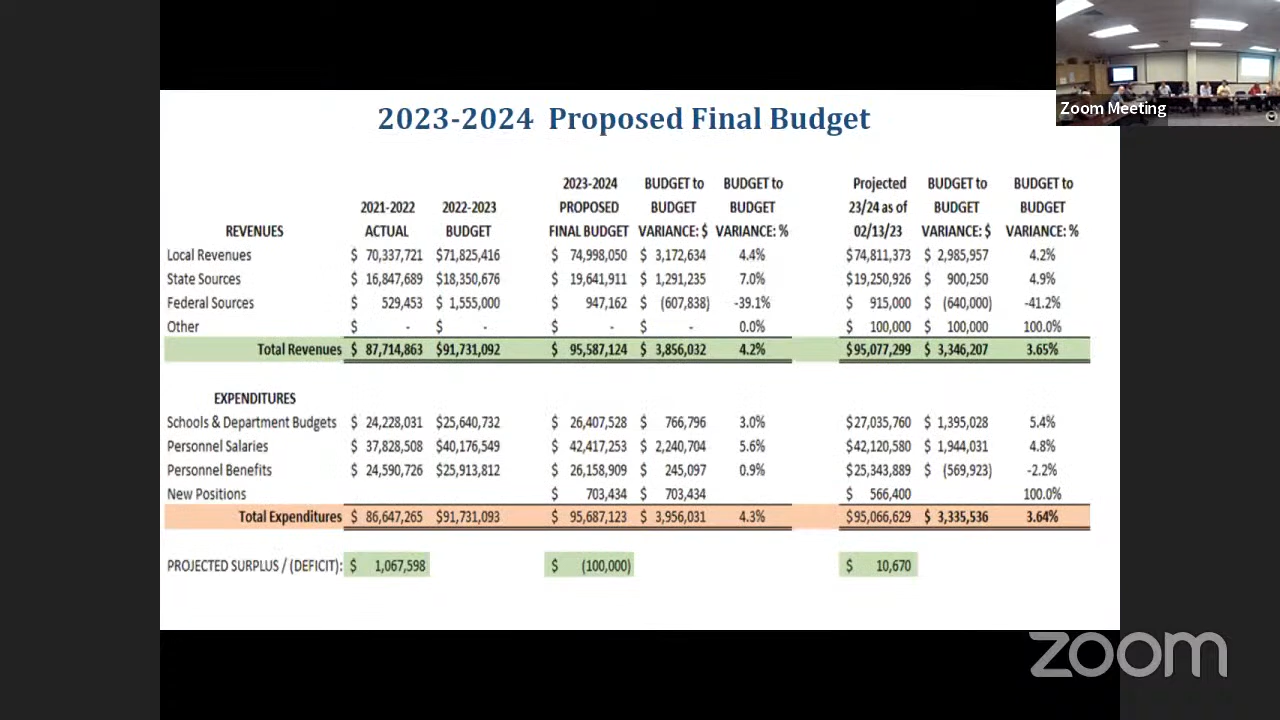 Zoom Meeting
2023-2024 Proposed Final Budget
2023-2024 BUDGET to BUDGET to Projected BUDGET to BUDGET to
2021-2022 2022-2023 PROPOSED BUDGET BUDGET 23/24 as of BUDGET BUDGET
REVENUES ACTUAL BUDGET FINAL BUDGET VARIANCE: $ VARIANCE: % 02/13/23 VARIANCE: $ VARIANCE: %
Local Revenues $ 70,337,721 $71,825,416 $ 74,998,050 $ 3,172,634 4.4% $74,811,373 $ 2,985,957 4.2%
State Sources $ 16,847,689 $18,350,676 $ 19,641,911 $ 1,291,235 7.0% $19,250,926 $ 900,250 4.9%
Federal Sources $ 529,453 $ 1,555,000 $ 947,162 $ (607,838) -39.1% $ 915,000 $ (640,000) -41.2%
Other $ - $ - $ - $ - 0.0% $ 100,000 $ 100,000 100.0%
Total Revenues $ 87,714,863 $91,731,092 $ 95,587,124 $ 3,856,032 4.2% $95,077,299 $ 3,346,207 3.65%
EXPENDITURES
Schools & Department Budgets $ 24,228,031 $25,640,732 $ 26,407,528 $ 766,796 3.0% $27,035,760 $ 1,395,028 5.4%
Personnel Salaries $ 37,828,508 $40,176,549 $ 42,417,253 $ 2,240,704 5.6% $42,120,580 $ 1,944,031 4.8%
Personnel Benefits $ 24,590,726 $25,913,812 $ 26,158,909 $ 245,097 0.9% $25,343,889 $ (569,923) -2.2%
New Positions $ 703,434 $ 703,434 $ 566,400 100.0%
Total Expenditures $ 86,647,265 $91,731,093 $ 95,687,123 $ 3,956,031 4.3% $95,066,629 $ 3,335,536 3.64%
PROJECTED SURPLUS / (DEFICIT): $ 1,067,598 $ (100,000) $ 10,670
zoom